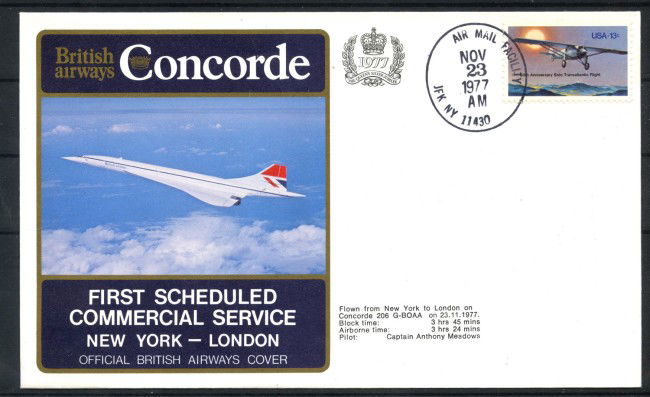 British airways Concorde
1977
AIR MAIL FACILITY
NOV
23
1977
AM
JFK NY 11430
USA 13c
50th Anniversary Solo Transatlantic Flight
FIRST SCHEDULED
COMMERCIAL SERVICE
NEW YORK – LONDON
OFFICIAL BRITISH AIRWAYS COVER
Flown from New York to London on
Concorde 206 G-BOAA on 23.11.1977.
Block time: 3 hrs 45 mins
Airborne time: 3 hrs 24 mins
Pilot: Captain Anthony Meadows